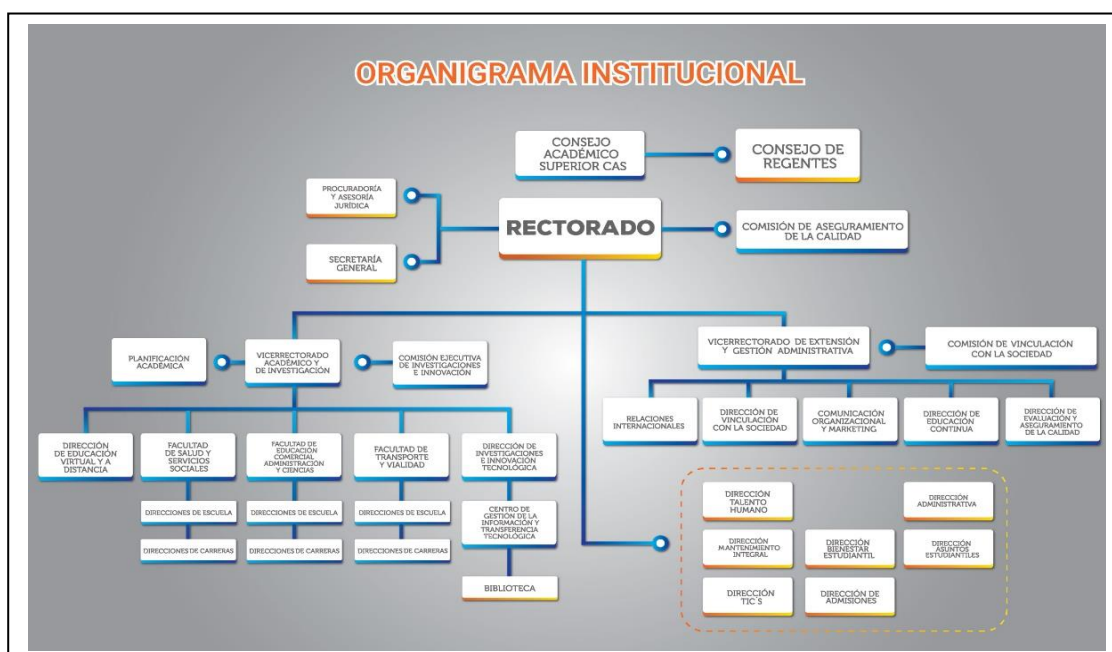 ORGANIGRAMA INSTITUCIONAL
CONSEJO
ACADÉMICO
SUPERIOR CAS
CONSEJO DE
REGENTES
PROCURADORÍA
Y ASESORÍA
JURÍDICA
RECTORADO
COMISIÓN DE ASEGURAMIENTO
DE LA CALIDAD
SECRETARÍA
GENERAL
PLANIFICACIÓN
ACADÉMICA
VICERRECTORADO
ACADÉMICO Y
DE INVESTIGACIÓN
COMISIÓN EJECUTIVA
DE INVESTIGACIONES
E INNOVACIÓN
VICERRECTORADO DE EXTENSIÓN
Y GESTIÓN ADMINISTRATIVA
COMISIÓN DE VINCULACIÓN
CON LA SOCIEDAD
RELACIONES
INTERNACIONALES
DIRECCIÓN DE
VINCULACIÓN
CON LA SOCIEDAD
COMUNICACIÓN
ORGANIZACIONAL
Y MARKETING
DIRECCIÓN DE
EDUCACIÓN
CONTINUA
DIRECCIÓN DE
EVALUACIÓN Y
ASEGURAMIENTO
DE LA CALIDAD
DIRECCIÓN
DE EDUCACIÓN
VIRTUAL Y A
DISTANCIA
FACULTAD
DE SALUD Y
SERVICIOS
SOCIALES
FACULTAD DE
EDUCACIÓN
COMERCIAL
ADMINISTRACIÓN
Y CIENCIAS
FACULTAD DE
TRANSPORTE
Y VIALIDAD
DIRECCIÓN DE
INVESTIGACIONES
E INNOVACIÓN
TECNOLÓGICA
DIRECCIONES DE ESCUELA
DIRECCIONES DE ESCUELA
DIRECCIONES DE ESCUELA
CENTRO DE
GESTIÓN DE LA
INFORMACIÓN Y
TRANSFERENCIA
TECNOLÓGICA
DIRECCIONES DE CARRERAS
DIRECCIONES DE CARRERAS
DIRECCIONES DE CARRERAS
BIBLIOTECA
DIRECCIÓN
TALENTO
HUMANO
DIRECCIÓN
ADMINISTRATIVA
DIRECCIÓN
MANTENIMIENTO
INTEGRAL
DIRECCIÓN
BIENESTAR
ESTUDIANTIL
DIRECCIÓN
ASUNTOS
ESTUDIANTILES
DIRECCIÓN
TIC´S
DIRECCIÓN DE
ADMISIONES